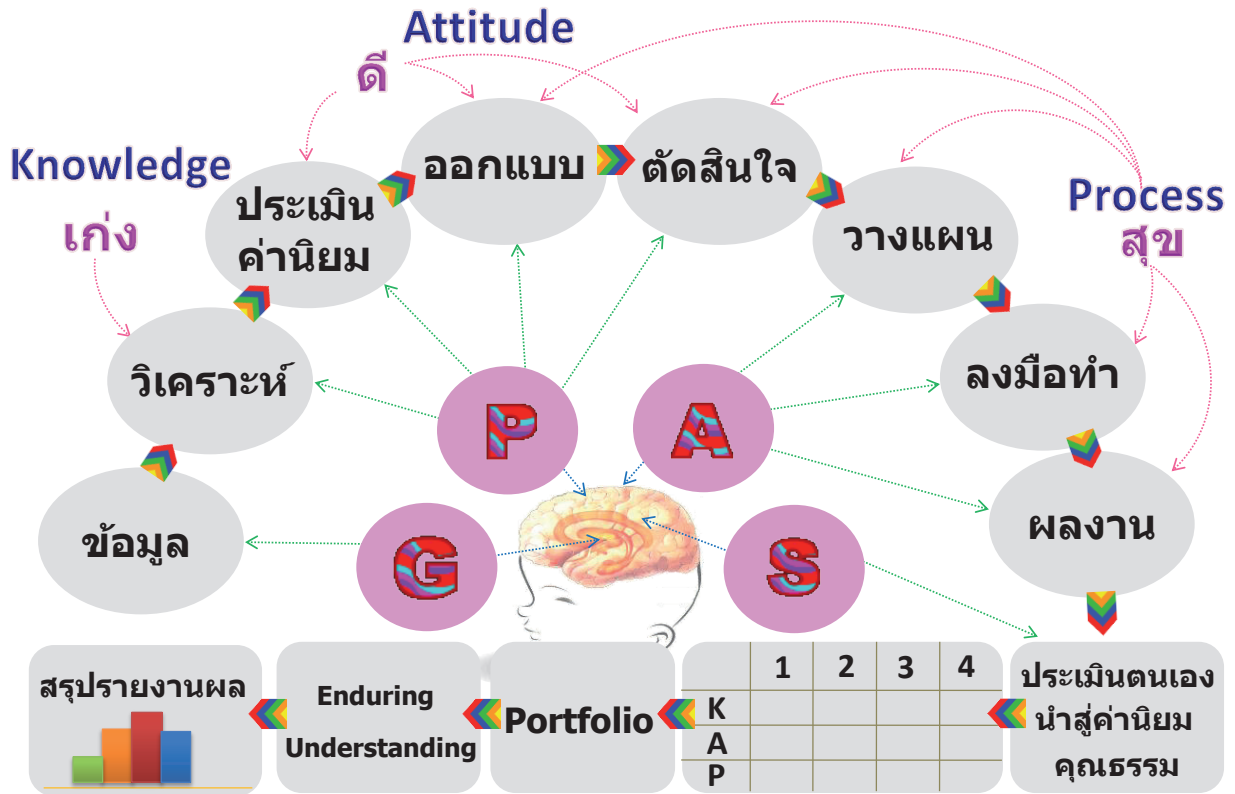 Attitude
ดี
Knowledge
เก่ง
Process
สุข
ข้อมูล
วิเคราะห์
ประเมิน
ค่านิยม
ออกแบบ
ตัดสินใจ
วางแผน
ลงมือทำ
ผลงาน
P
A
G
S
สรุปรายงานผล
Enduring
Understanding
Portfolio
1 2 3 4
K
A
P
ประเมินตนเอง
นำสู่ค่านิยม
คุณธรรม